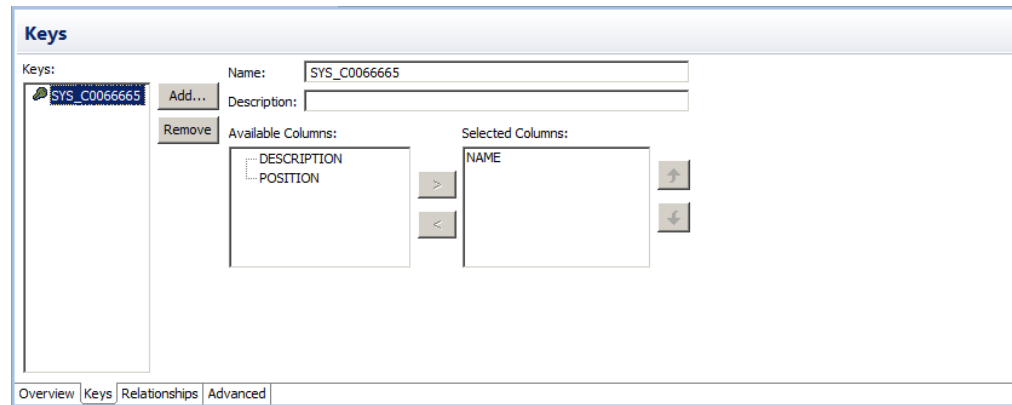 Keys
Keys:
SYS_C0066665
Add...
Remove
Name:
SYS_C0066665
Description:
Available Columns:
DESCRIPTION
POSITION
>
<
Selected Columns:
NAME
Overview Keys Relationships Advanced